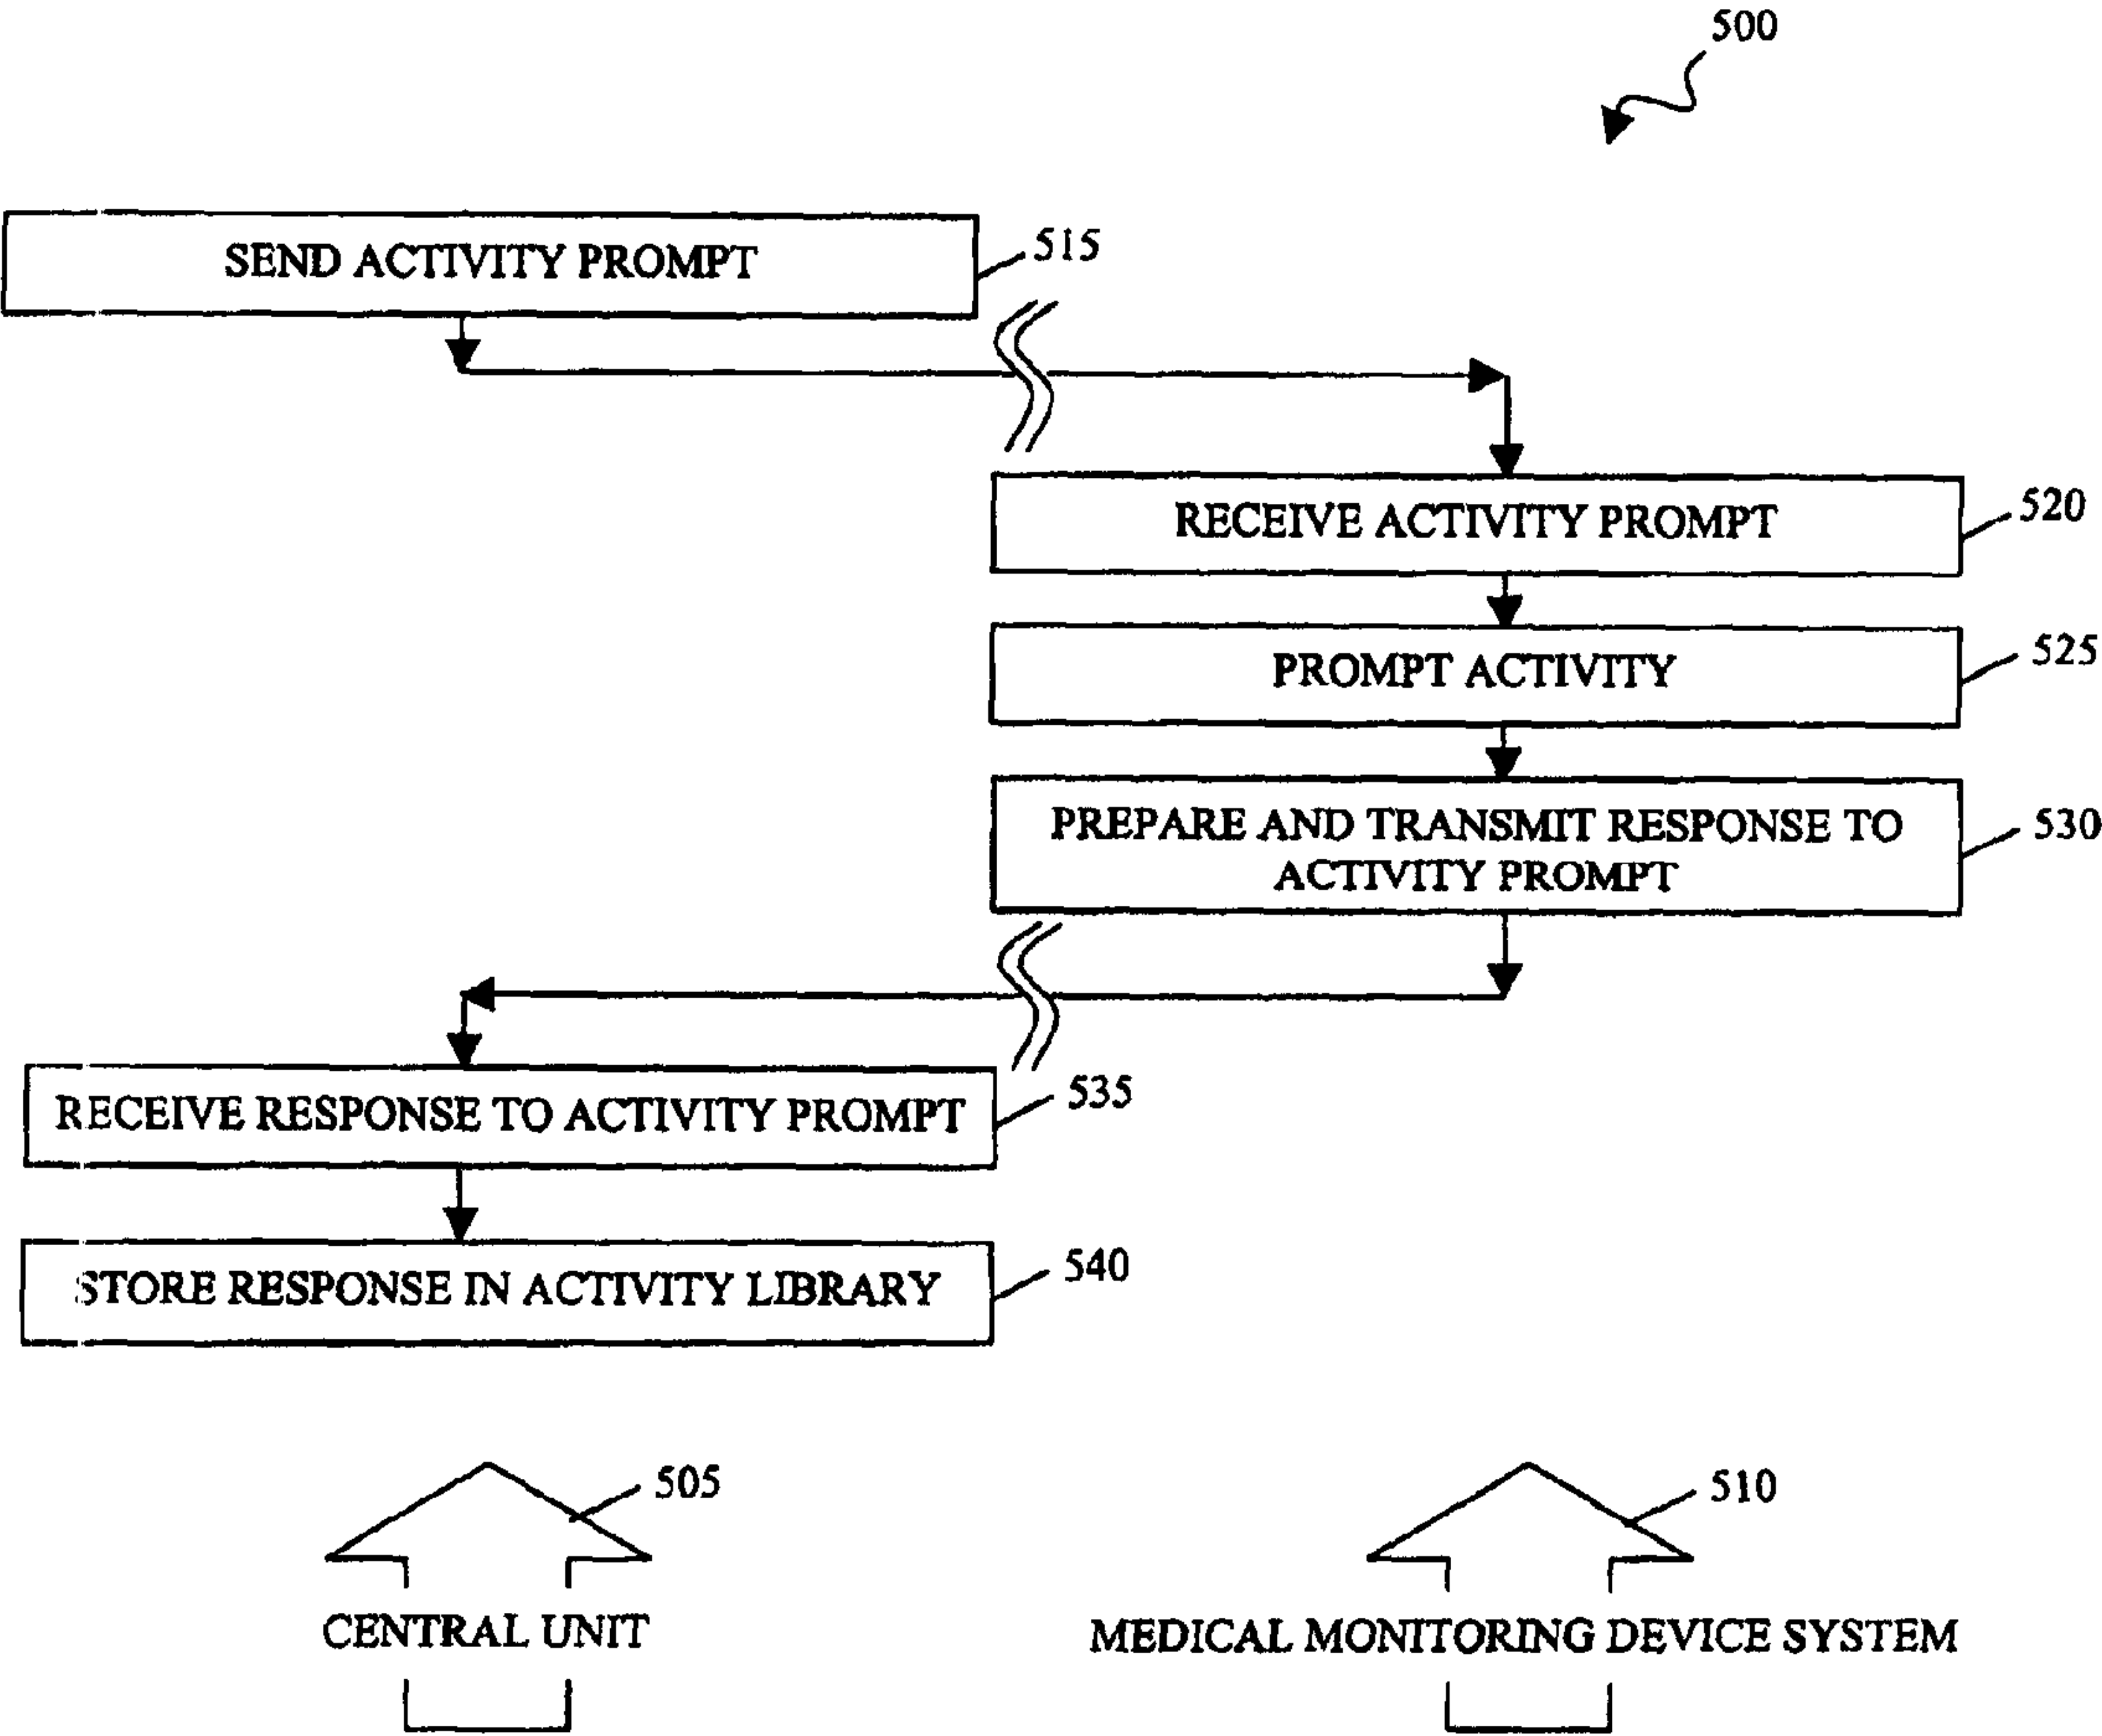 500
SEND ACTIVITY PROMPT
515
RECEIVE ACTIVITY PROMPT
520
PROMPT ACTIVITY
525
PREPARE AND TRANSMIT RESPONSE TO
ACTIVITY PROMPT
530
RECEIVE RESPONSE TO ACTIVITY PROMPT
535
STORE RESPONSE IN ACTIVITY LIBRARY
540
505
CENTRAL UNIT
510
MEDICAL MONITORING DEVICE SYSTEM